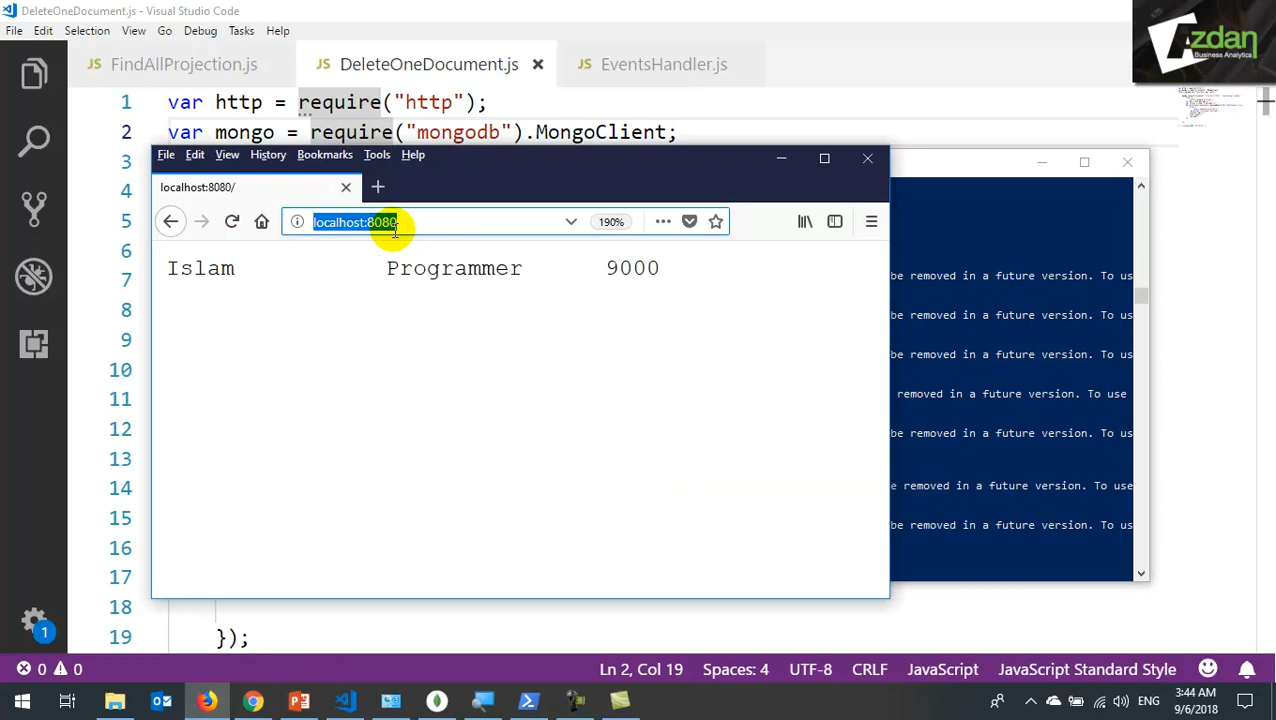 DeleteOneDocument.js - Visual Studio Code
File Edit Selection View Go Debug Tasks Help
Azdan
Business Analytics
JS FindAllProjection.js JS DeleteOneDocument.js JS EventsHandler.js
1 var http = require("http");
2 var mongo = require("mongodb").MongoClient;
3
File Edit View History Bookmarks Tools Help
localhost:8080/
4
5
localhost:8080 190%
6
Islam Programmer 9000
7
be removed in a future version. To us
8
be removed in a future version. To us
9
be removed in a future version. To us
10
be removed in a future version. To use
11
12
be removed in a future version. To us
13
14
e removed in a future version. To use
15
be removed in a future version. To us
16
17
18
19 });
1
0 0 Ln 2, Col 19 Spaces: 4 UTF-8 CRLF JavaScript JavaScript Standard Style
ENG
3:44 AM
9/6/2018